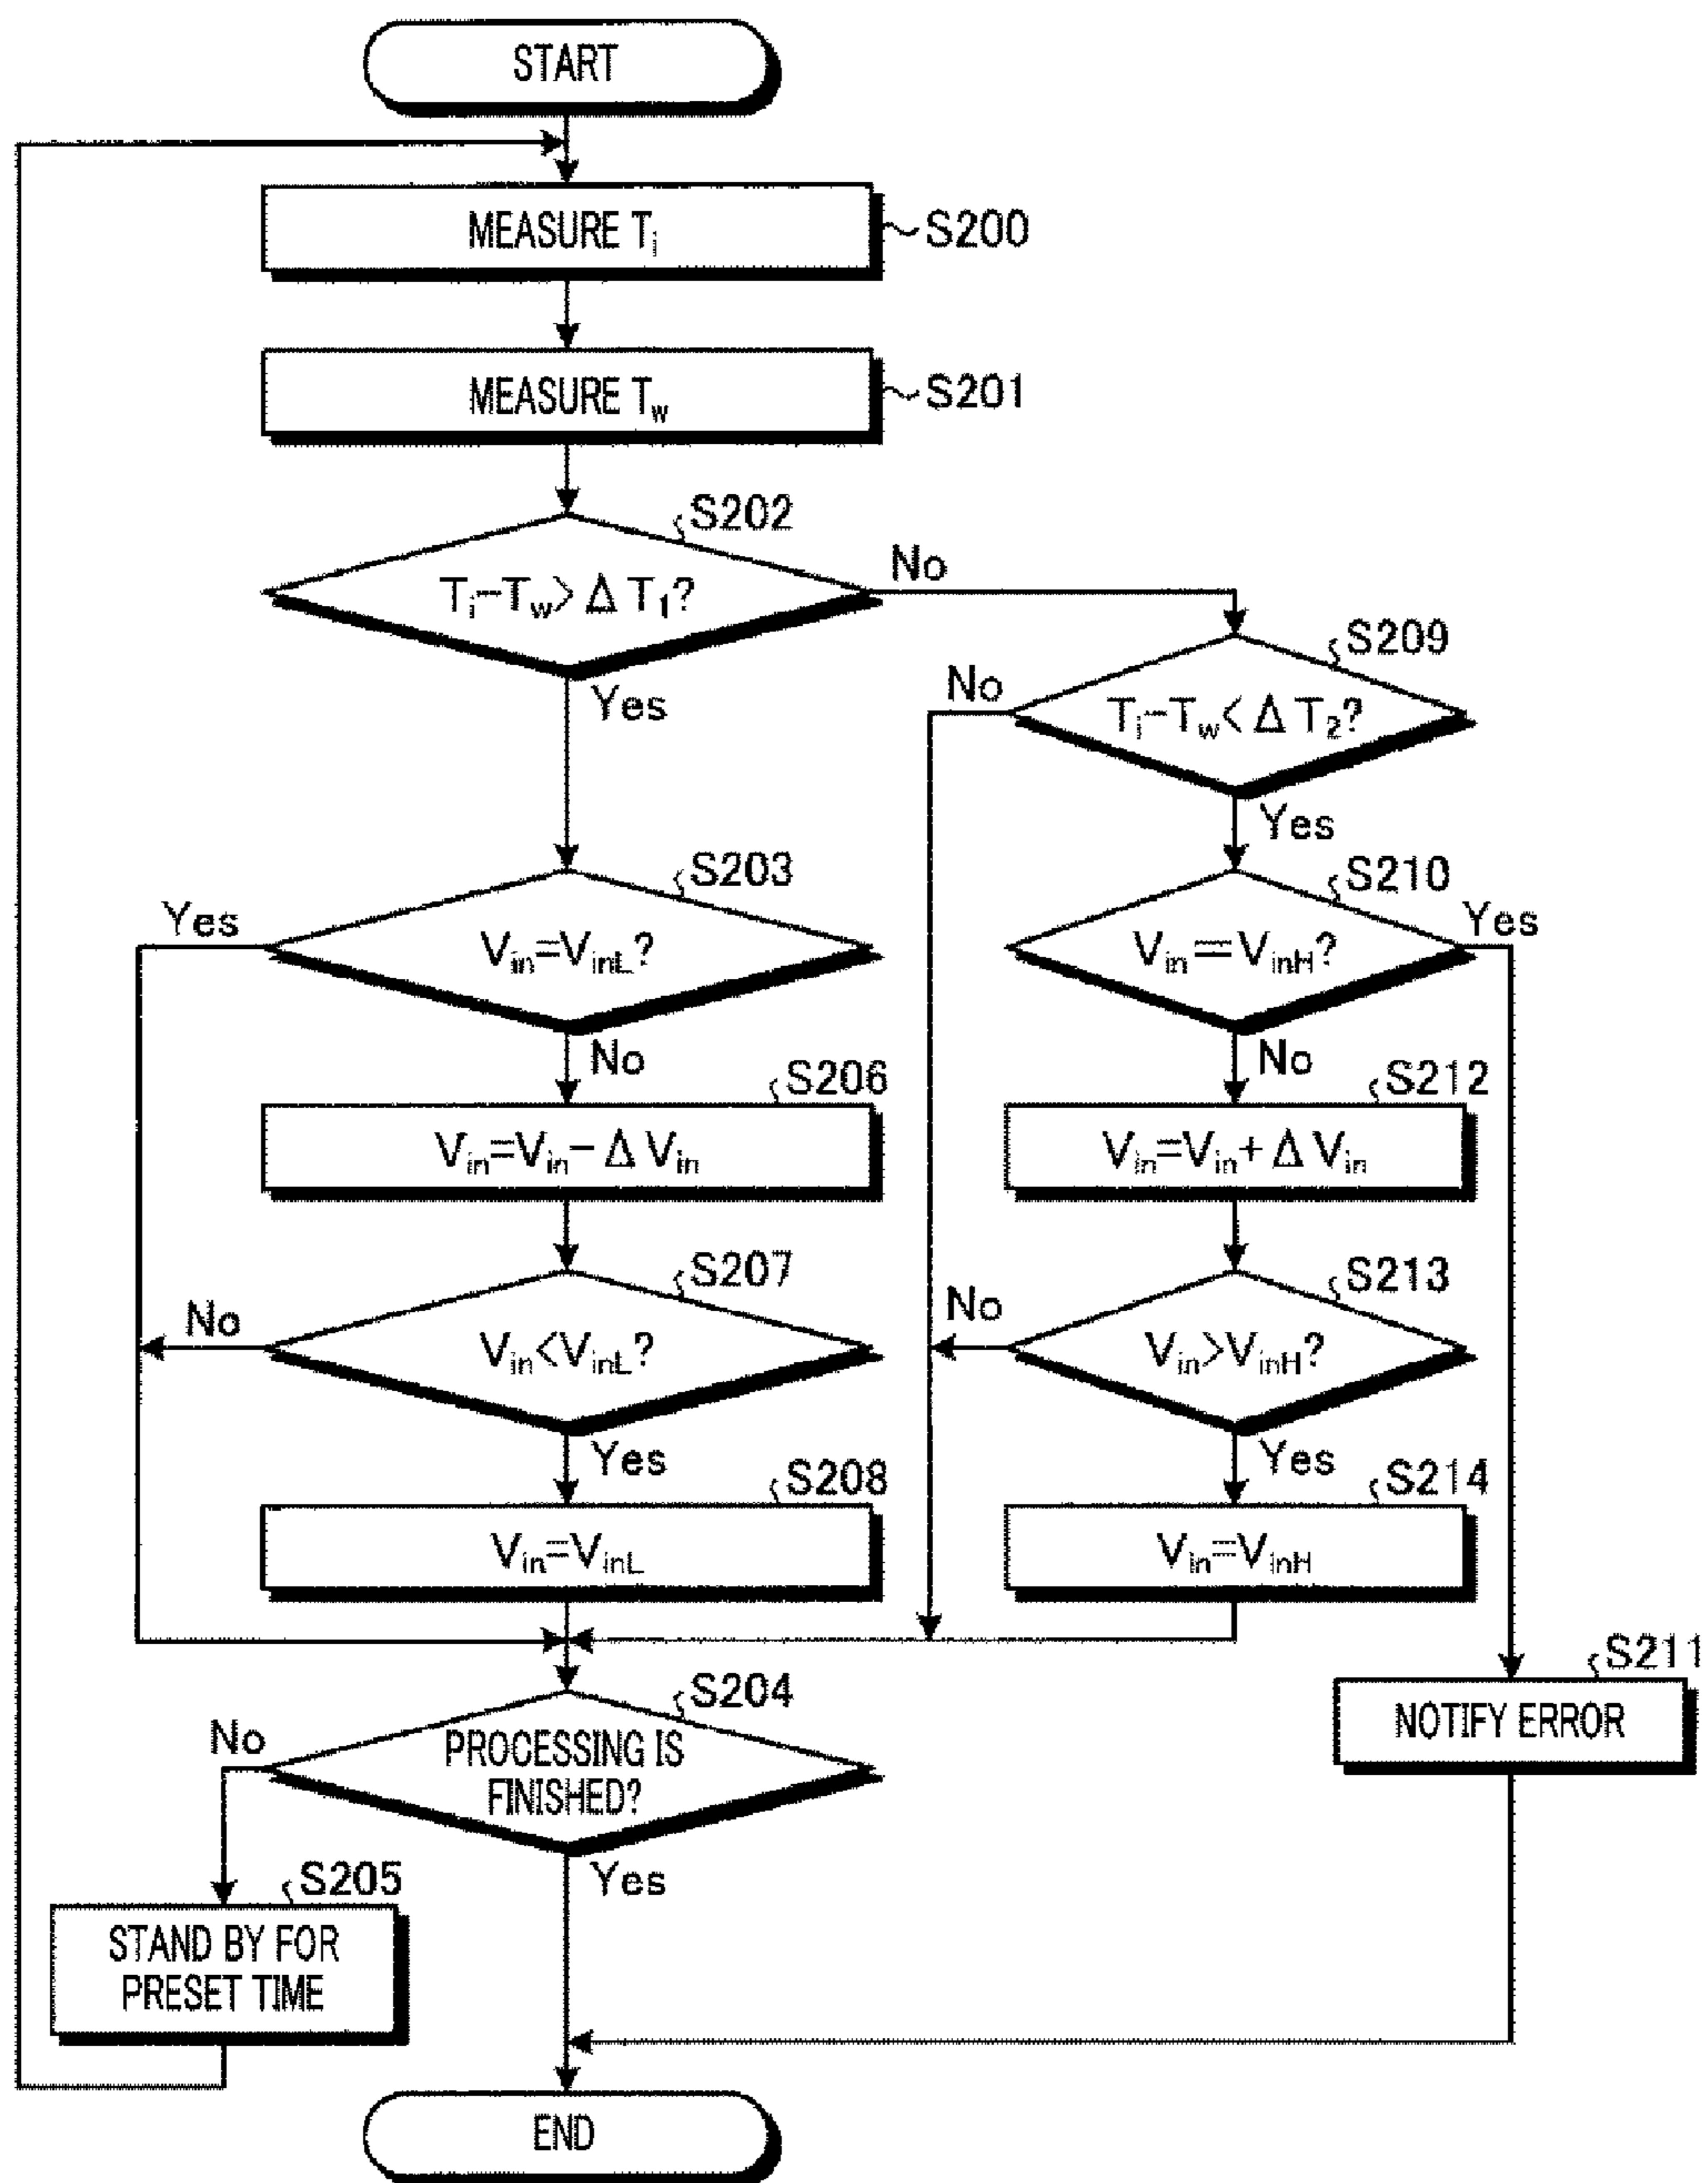 START
MEASURE Ti
S200
MEASURE Tw
S201
S202
Ti-Tw>ΔT1?
No
Yes
S209
Ti-Tw<ΔT2?
No
Yes
S203
Vin=VinL?
Yes
No
S210
Vin=VinH?
Yes
No
S206
Vin=Vin-ΔVin
S212
Vin=Vin+ΔVin
S207
Vin<VinL?
No
Yes
S213
Vin>VinH?
No
Yes
S208
Vin=VinL
S214
Vin=VinH
S204
PROCESSING IS
FINISHED?
No
Yes
S211
NOTIFY ERROR
S205
STAND BY FOR
PRESET TIME
END